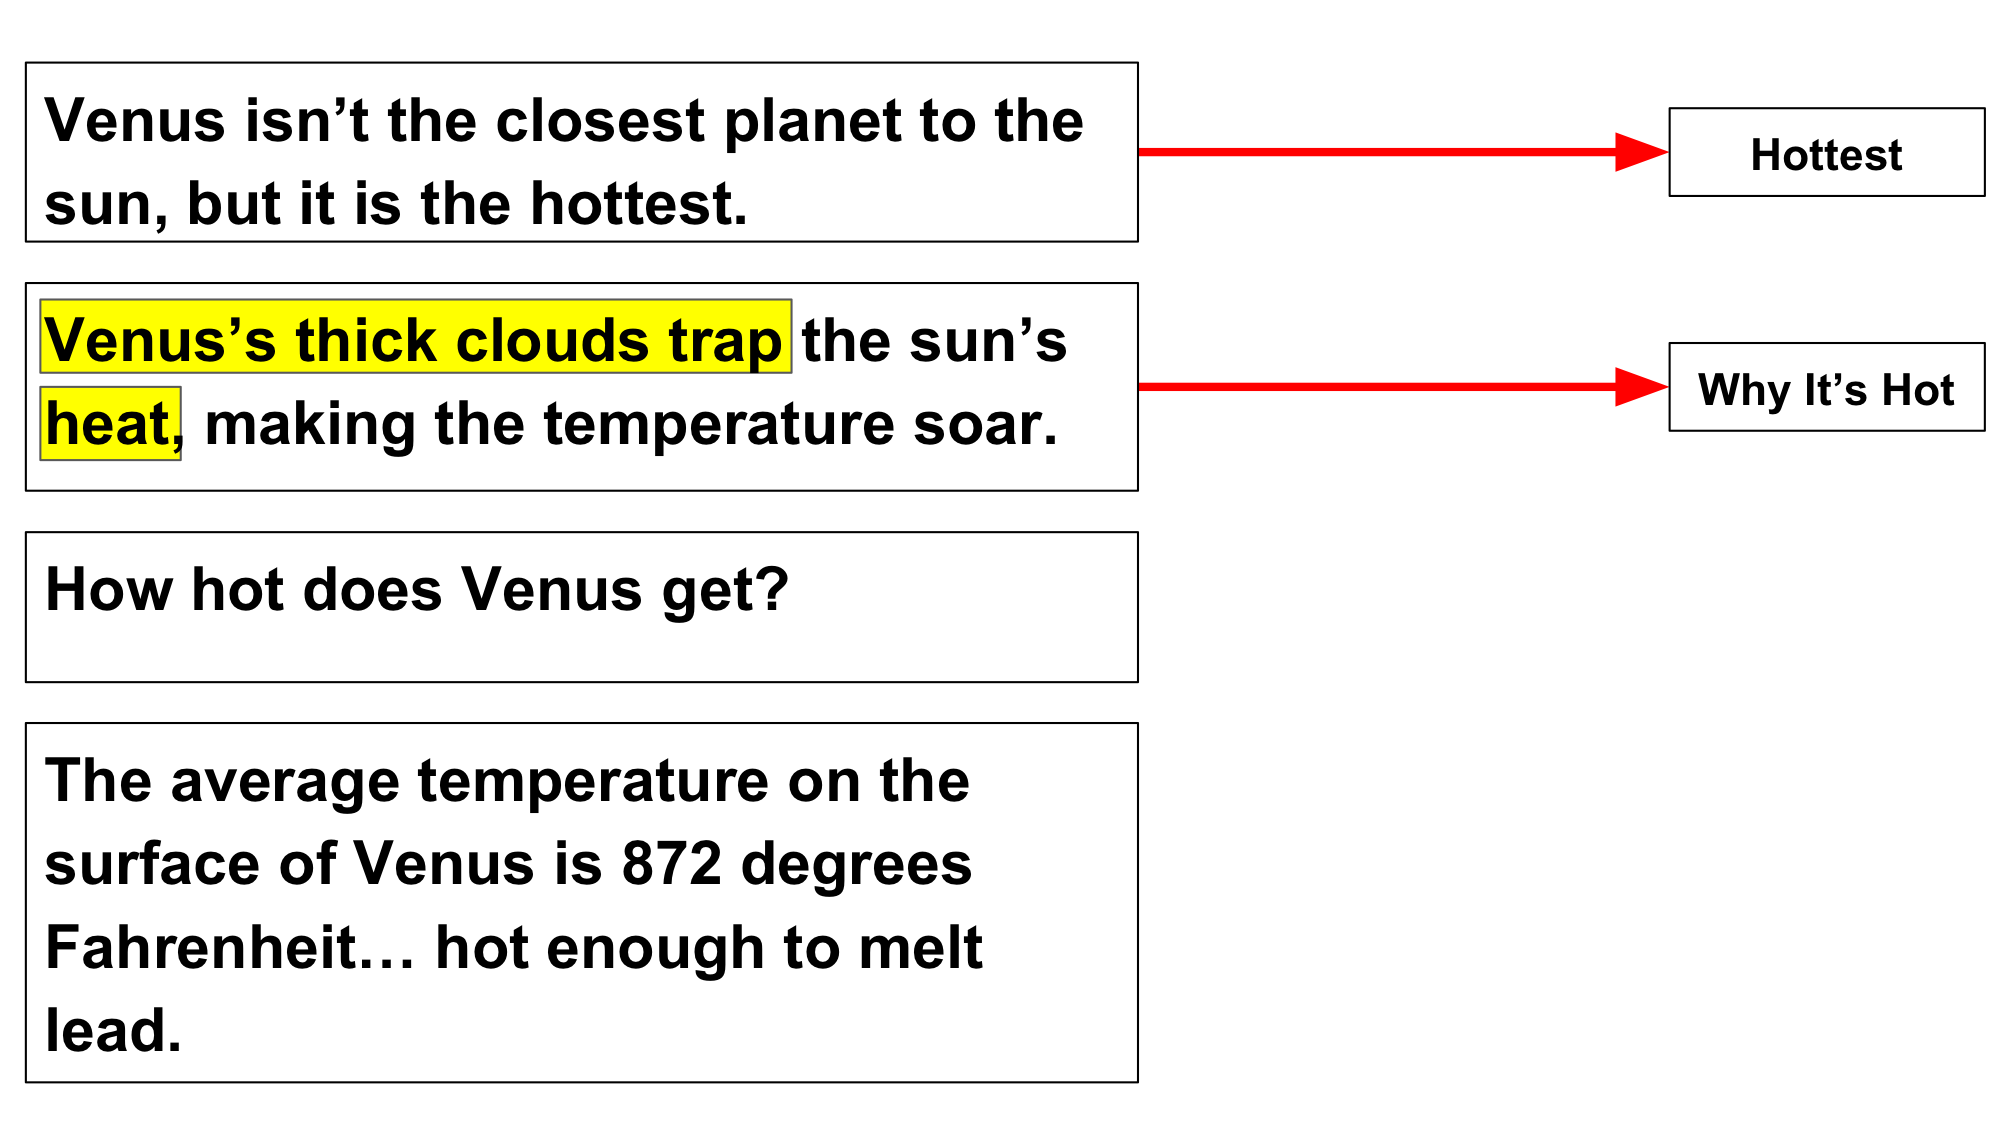 Venus isn’t the closest planet to the
sun, but it is the hottest.
Hottest
Venus’s thick clouds trap the sun’s
heat, making the temperature soar.
Why It’s Hot
How hot does Venus get?
The average temperature on the
surface of Venus is 872 degrees
Fahrenheit… hot enough to melt
lead.